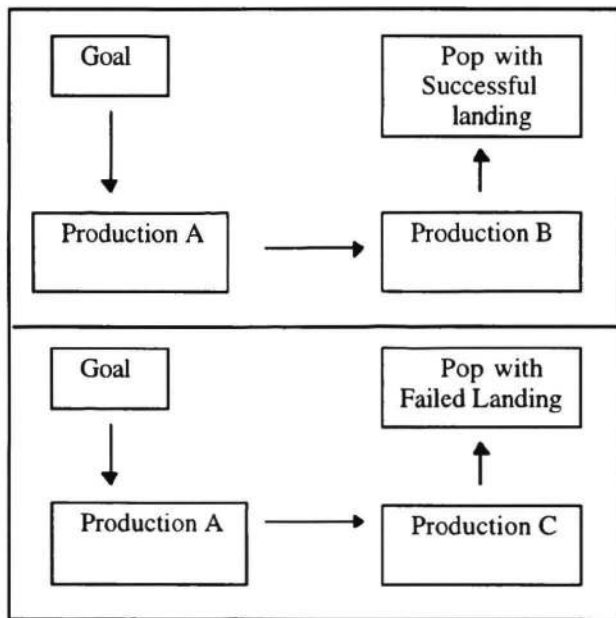 Goal
Pop with
Successful
landing
Production A
Production B
Goal
Pop with
Failed Landing
Production A
Production C